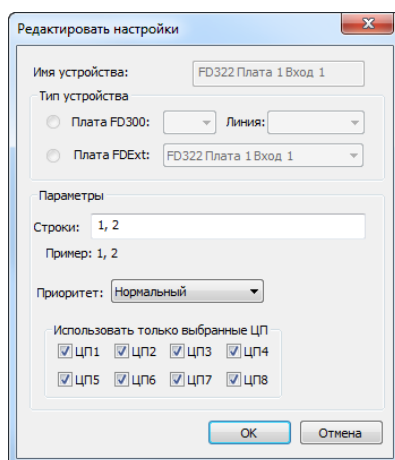 Редактировать настройки
Имя устройства: FD322 Плата 1 Вход 1
Тип устройства
Плата FD300: Линия:
Плата FDExt: FD322 Плата 1 Вход 1
Параметры
Строки: 1, 2
Пример: 1, 2
Приоритет: Нормальный
Использовать только выбранные ЦП
ЦП1 ЦП2 ЦП3 ЦП4
ЦП5 ЦП6 ЦП7 ЦП8
OK Отмена